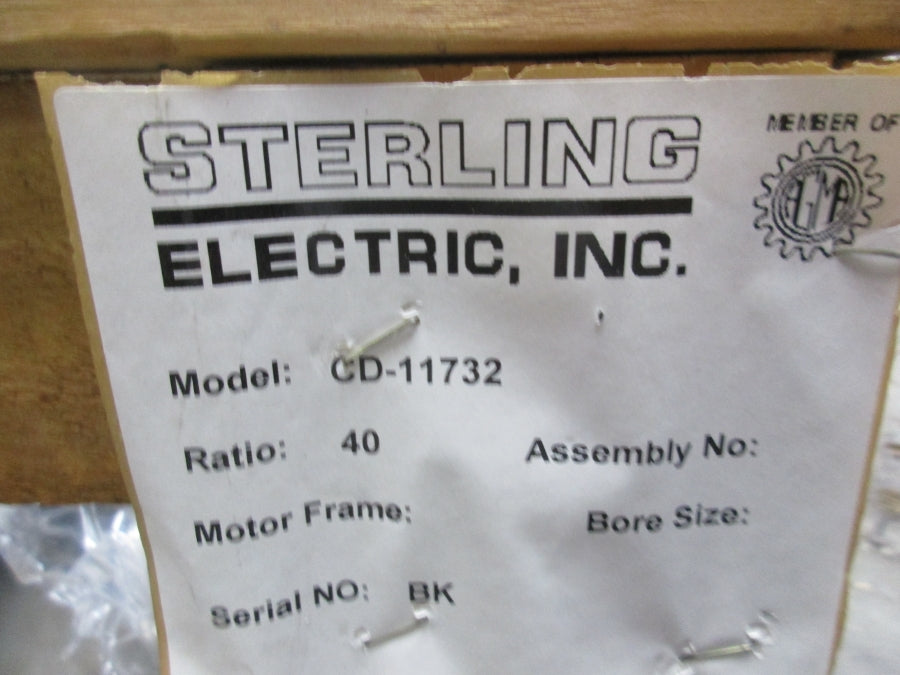 STERLING
ELECTRIC, INC.
MEMBER OF
AGMA
Model: CD-11732
Ratio: 40
Assembly No:
Motor Frame:
Bore Size:
Serial NO: BK